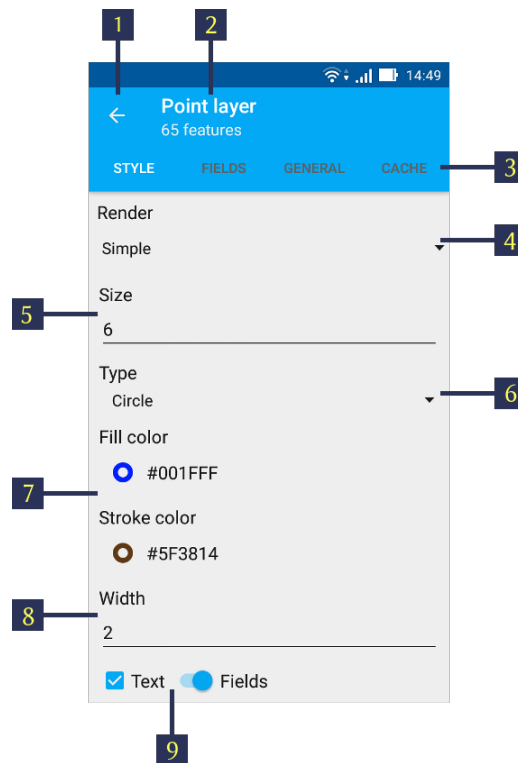 1 2
14:49
Point layer
65 features
STYLE FIELDS GENERAL CACHE 3
Render
Simple 4
Size
5
6
Type
Circle 6
Fill color
#001FFF
7
Stroke color
#5F3814
Width
8
2
Text Fields
9